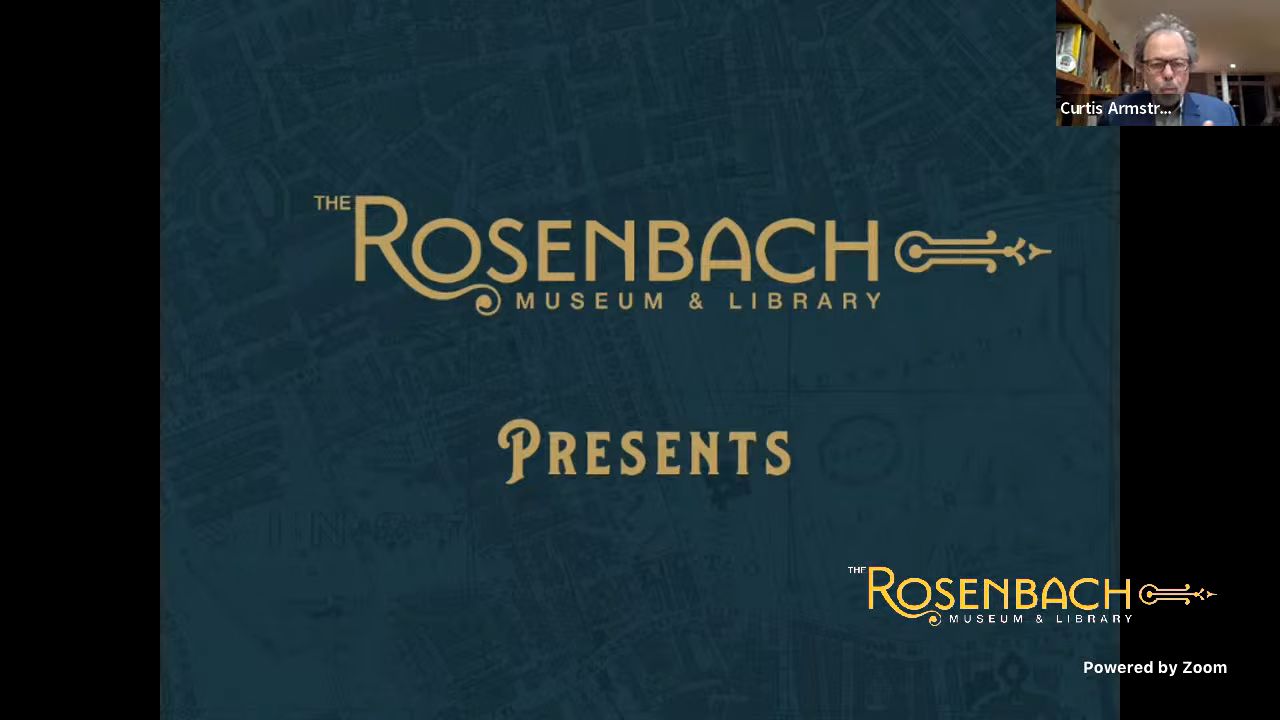 Curtis Armstr...
THE ROSENBACH
MUSEUM & LIBRARY
PRESENTS
THE ROSENBACH
MUSEUM & LIBRARY
Powered by Zoom